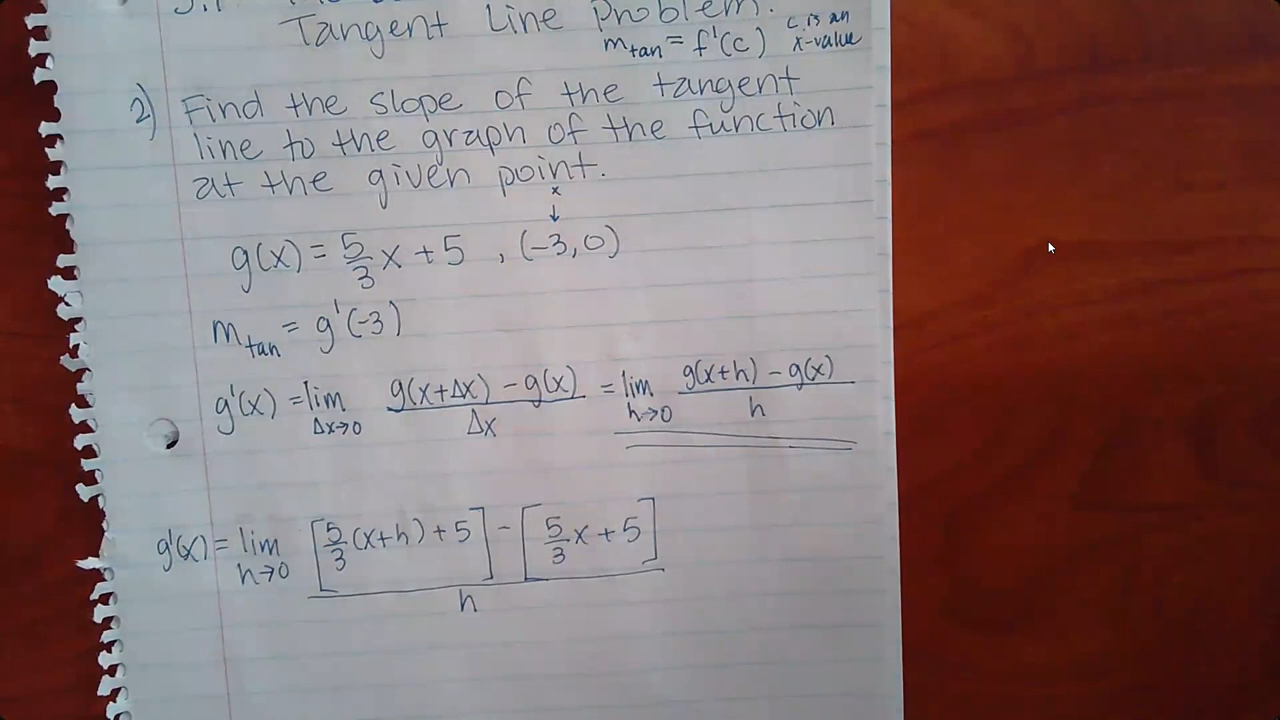 Tangent Line Problem.
m_tan = f'(c) c is an x-value
2) Find the slope of the tangent
line to the graph of the function
at the given point.
x
↓
g(x) = 5/3 x + 5 , (-3, 0)
m_tan = g'(-3)
g'(x) = lim Δx→0 g(x+Δx) - g(x) / Δx = lim h→0 g(x+h) - g(x) / h
g'(x) = lim h→0 [5/3 (x+h) + 5] - [5/3 x + 5] / h